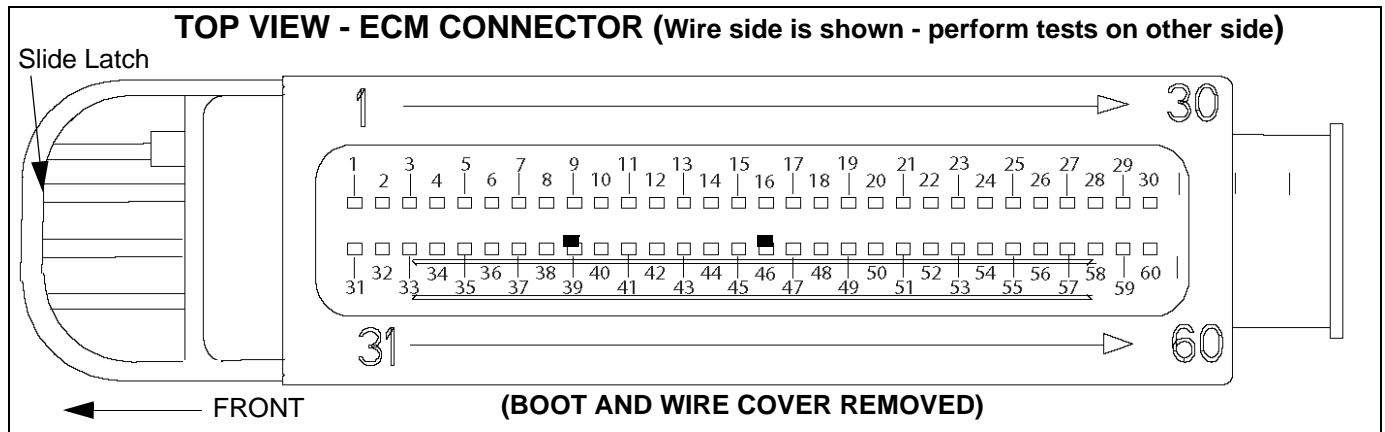 TOP VIEW - ECM CONNECTOR (Wire side is shown - perform tests on other side)
Slide Latch
1 30
1 3 5 7 9 11 13 15 17 19 21 23 25 27 29
2 4 6 8 10 12 14 16 18 20 22 24 26 28 30
32 34 36 38 40 42 44 46 48 50 52 54 56 58 60
31 33 35 37 39 41 43 45 47 49 51 53 55 57 59
31 60
FRONT (BOOT AND WIRE COVER REMOVED)